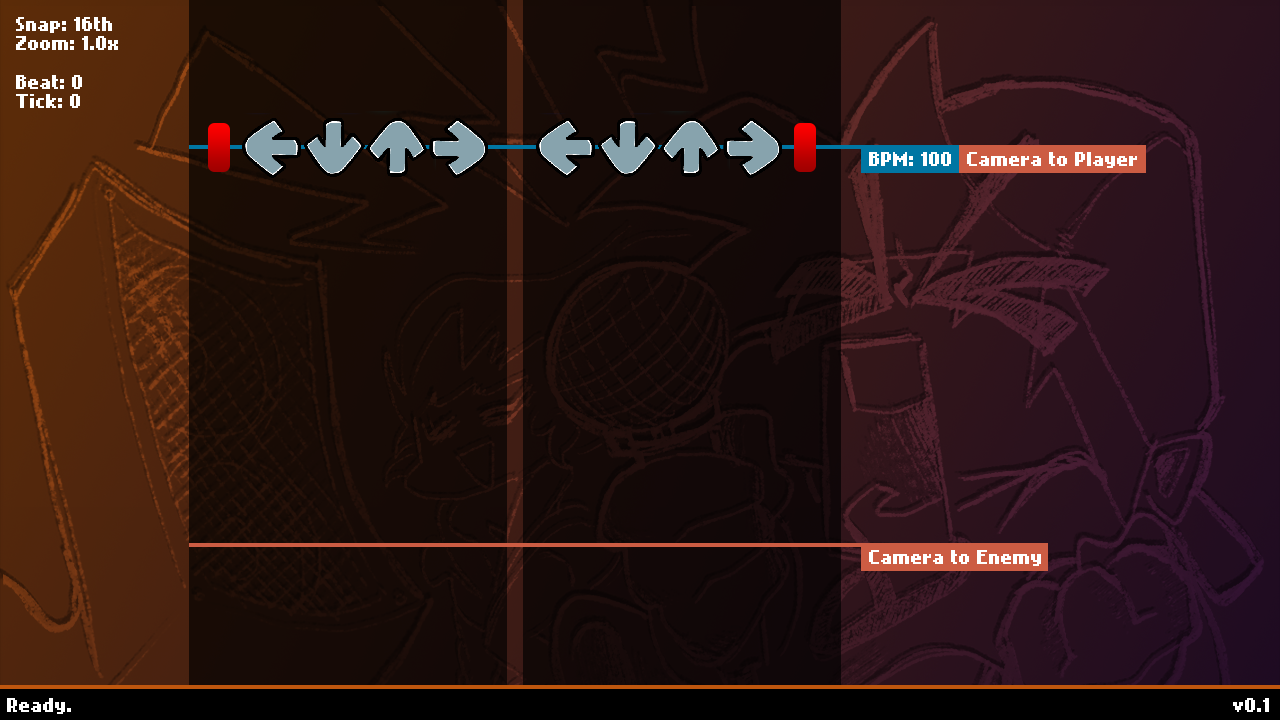 Snap: 16th
Zoom: 1.0x
Beat: 0
Tick: 0
BPM: 100 Camera to Player
Camera to Enemy
Ready.
v0.1